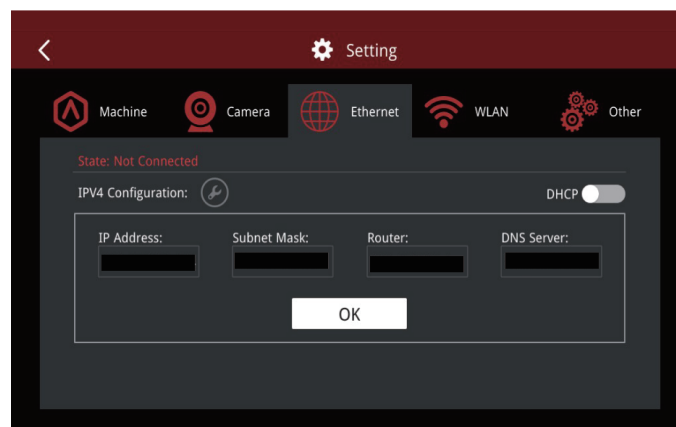 Setting
Machine Camera Ethernet WLAN Other
State: Not Connected
IPV4 Configuration: DHCP
IP Address: Subnet Mask: Router: DNS Server:
OK